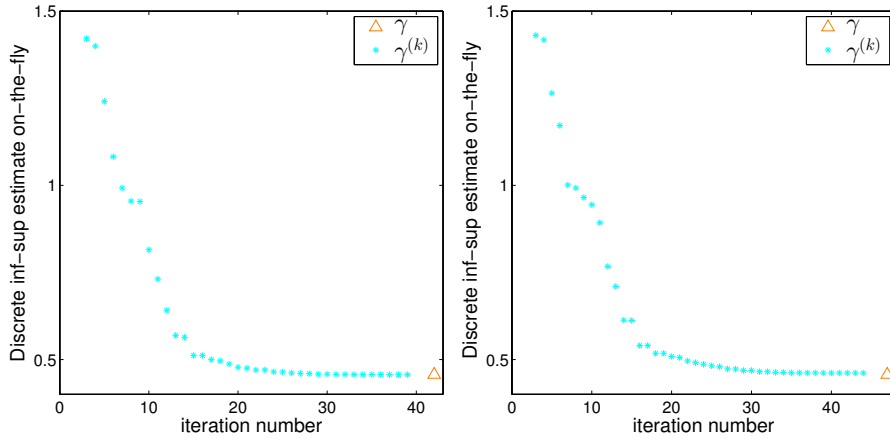 Discrete inf−sup estimate on−the−fly
1.5
1
0.5
0
10
20
30
40
iteration number
γ
γ^(k)
Discrete inf−sup estimate on−the−fly
1.5
1
0.5
0
10
20
30
40
iteration number
γ
γ^(k)